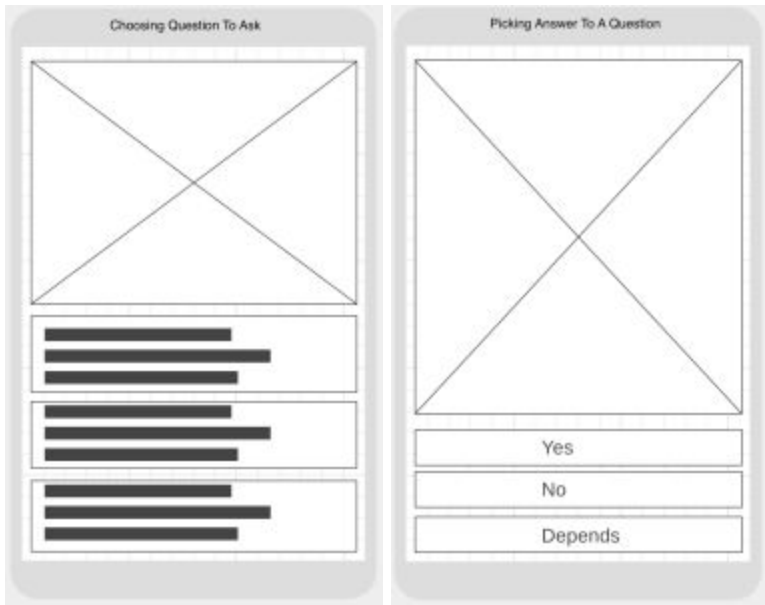 Choosing Question To Ask
Picking Answer To A Question
Yes
No
Depends